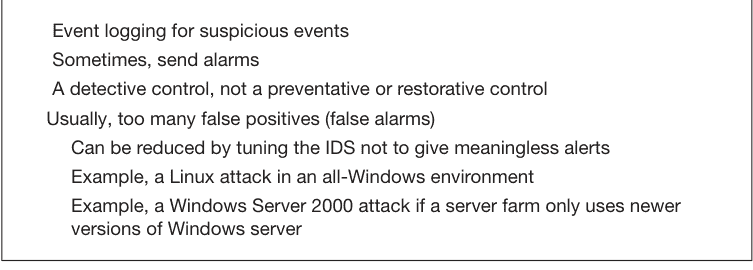 Event logging for suspicious events
Sometimes, send alarms
A detective control, not a preventative or restorative control
Usually, too many false positives (false alarms)
Can be reduced by tuning the IDS not to give meaningless alerts
Example, a Linux attack in an all-Windows environment
Example, a Windows Server 2000 attack if a server farm only uses newer
versions of Windows server